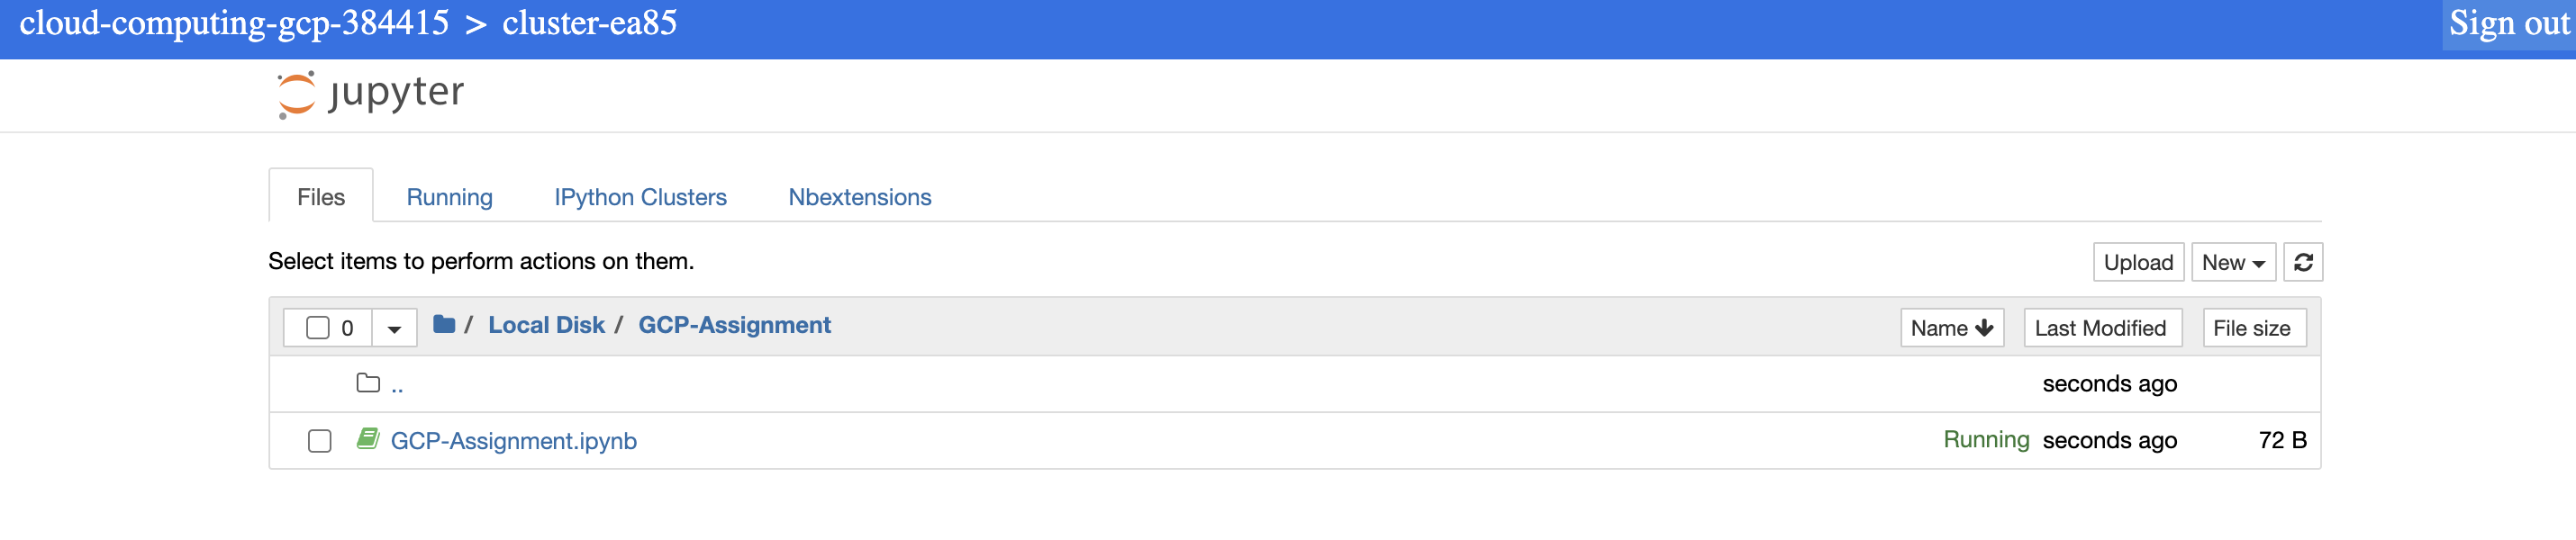 cloud-computing-gcp-384415 > cluster-ea85 Sign out
jupyter
Files Running IPython Clusters Nbextensions
Select items to perform actions on them. Upload New
0 / Local Disk / GCP-Assignment Name Last Modified File size
.. seconds ago
GCP-Assignment.ipynb Running seconds ago 72 B